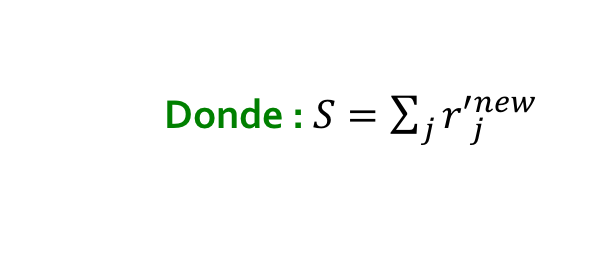 Donde : S = ∑_j r'_j^{new}